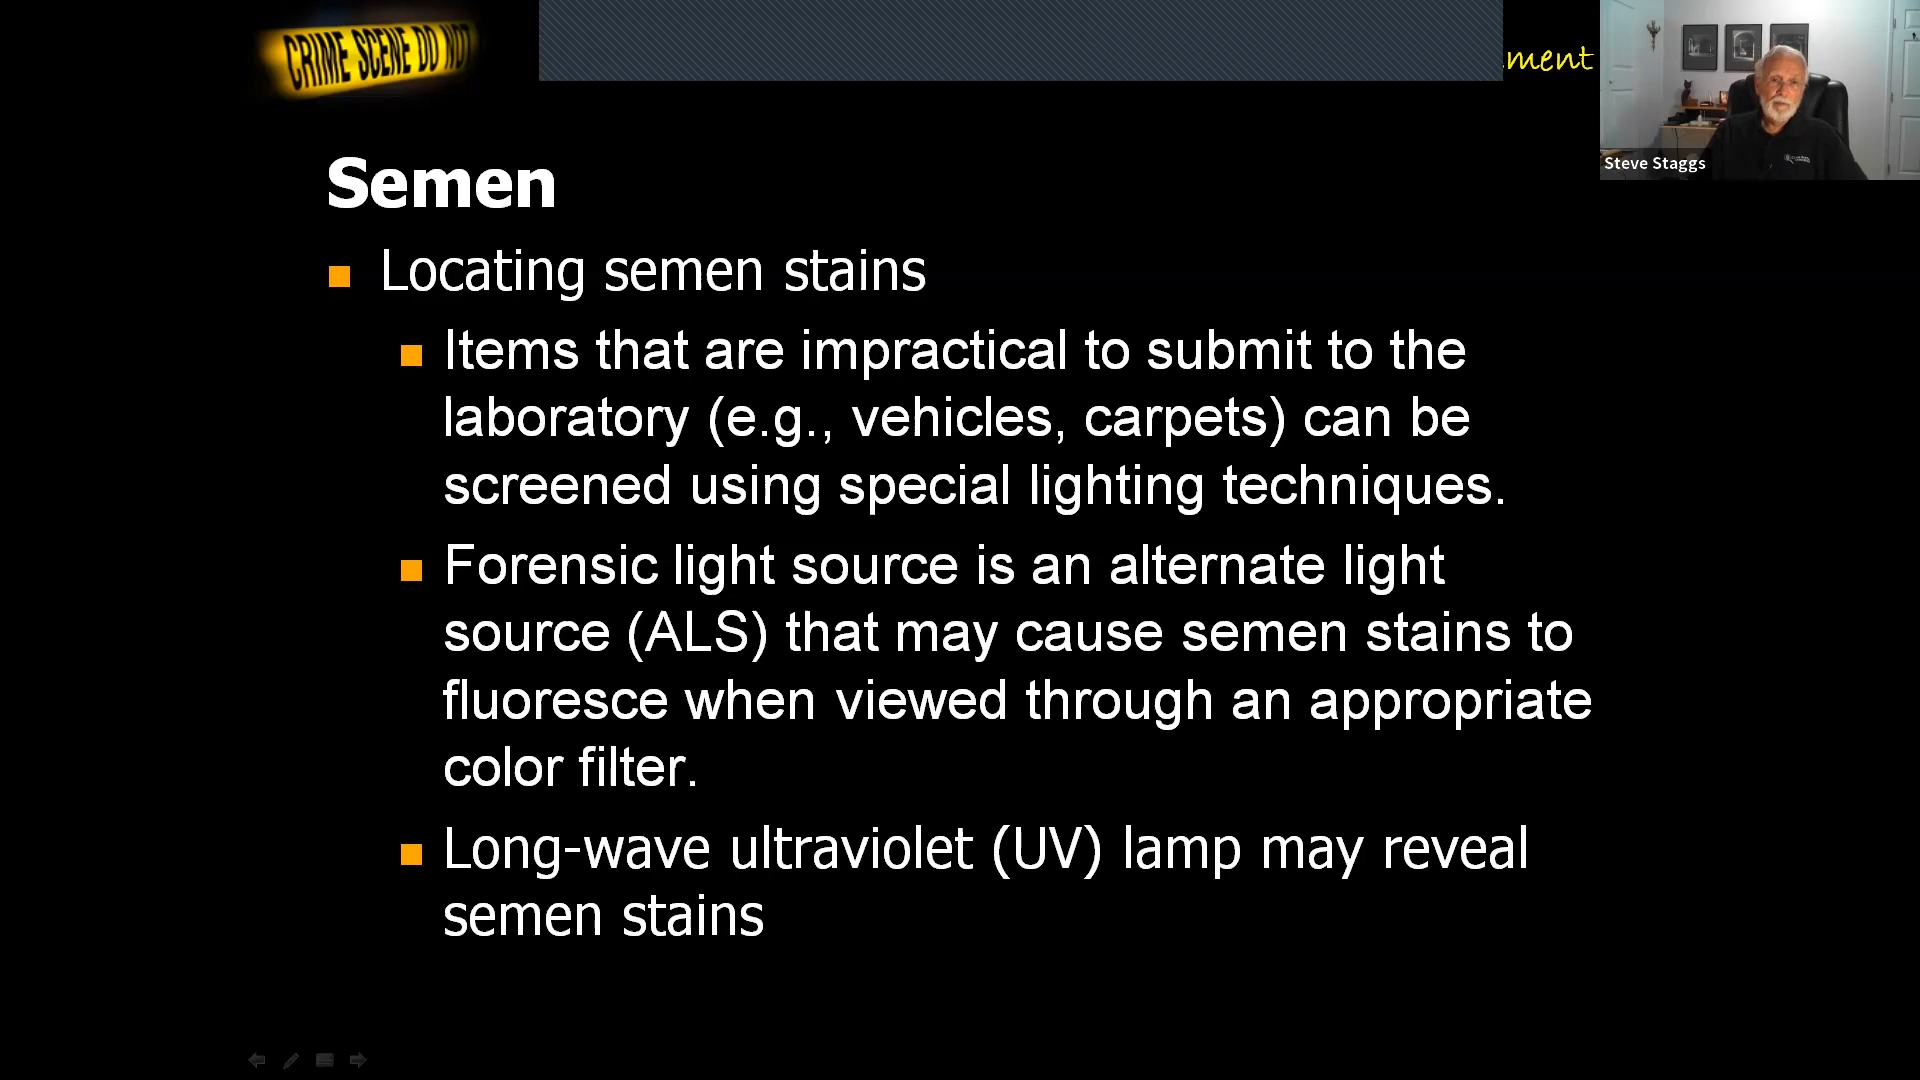 CRIME SCENE DO NOT
ment
Steve Staggs
Semen
Locating semen stains
Items that are impractical to submit to the
laboratory (e.g., vehicles, carpets) can be
screened using special lighting techniques.
Forensic light source is an alternate light
source (ALS) that may cause semen stains to
fluoresce when viewed through an appropriate
color filter.
Long-wave ultraviolet (UV) lamp may reveal
semen stains